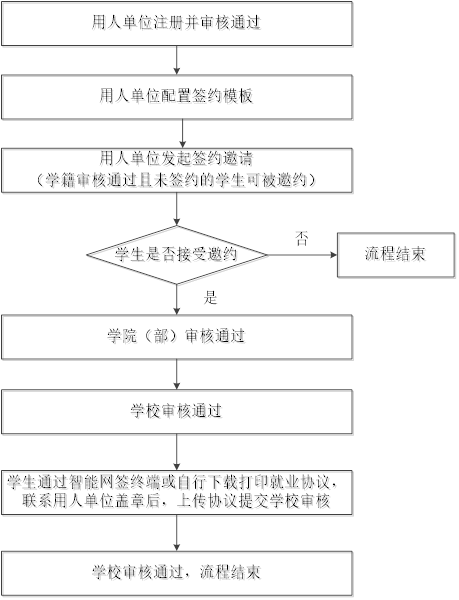 用人单位注册并审核通过
用人单位配置签约模板
用人单位发起签约邀请
（学籍审核通过且未签约的学生可被邀约）
学生是否接受邀约
否
流程结束
是
学院（部）审核通过
学校审核通过
学生通过智能网签终端或自行下载打印就业协议，
联系用人单位盖章后，上传协议提交学校审核
学校审核通过，流程结束